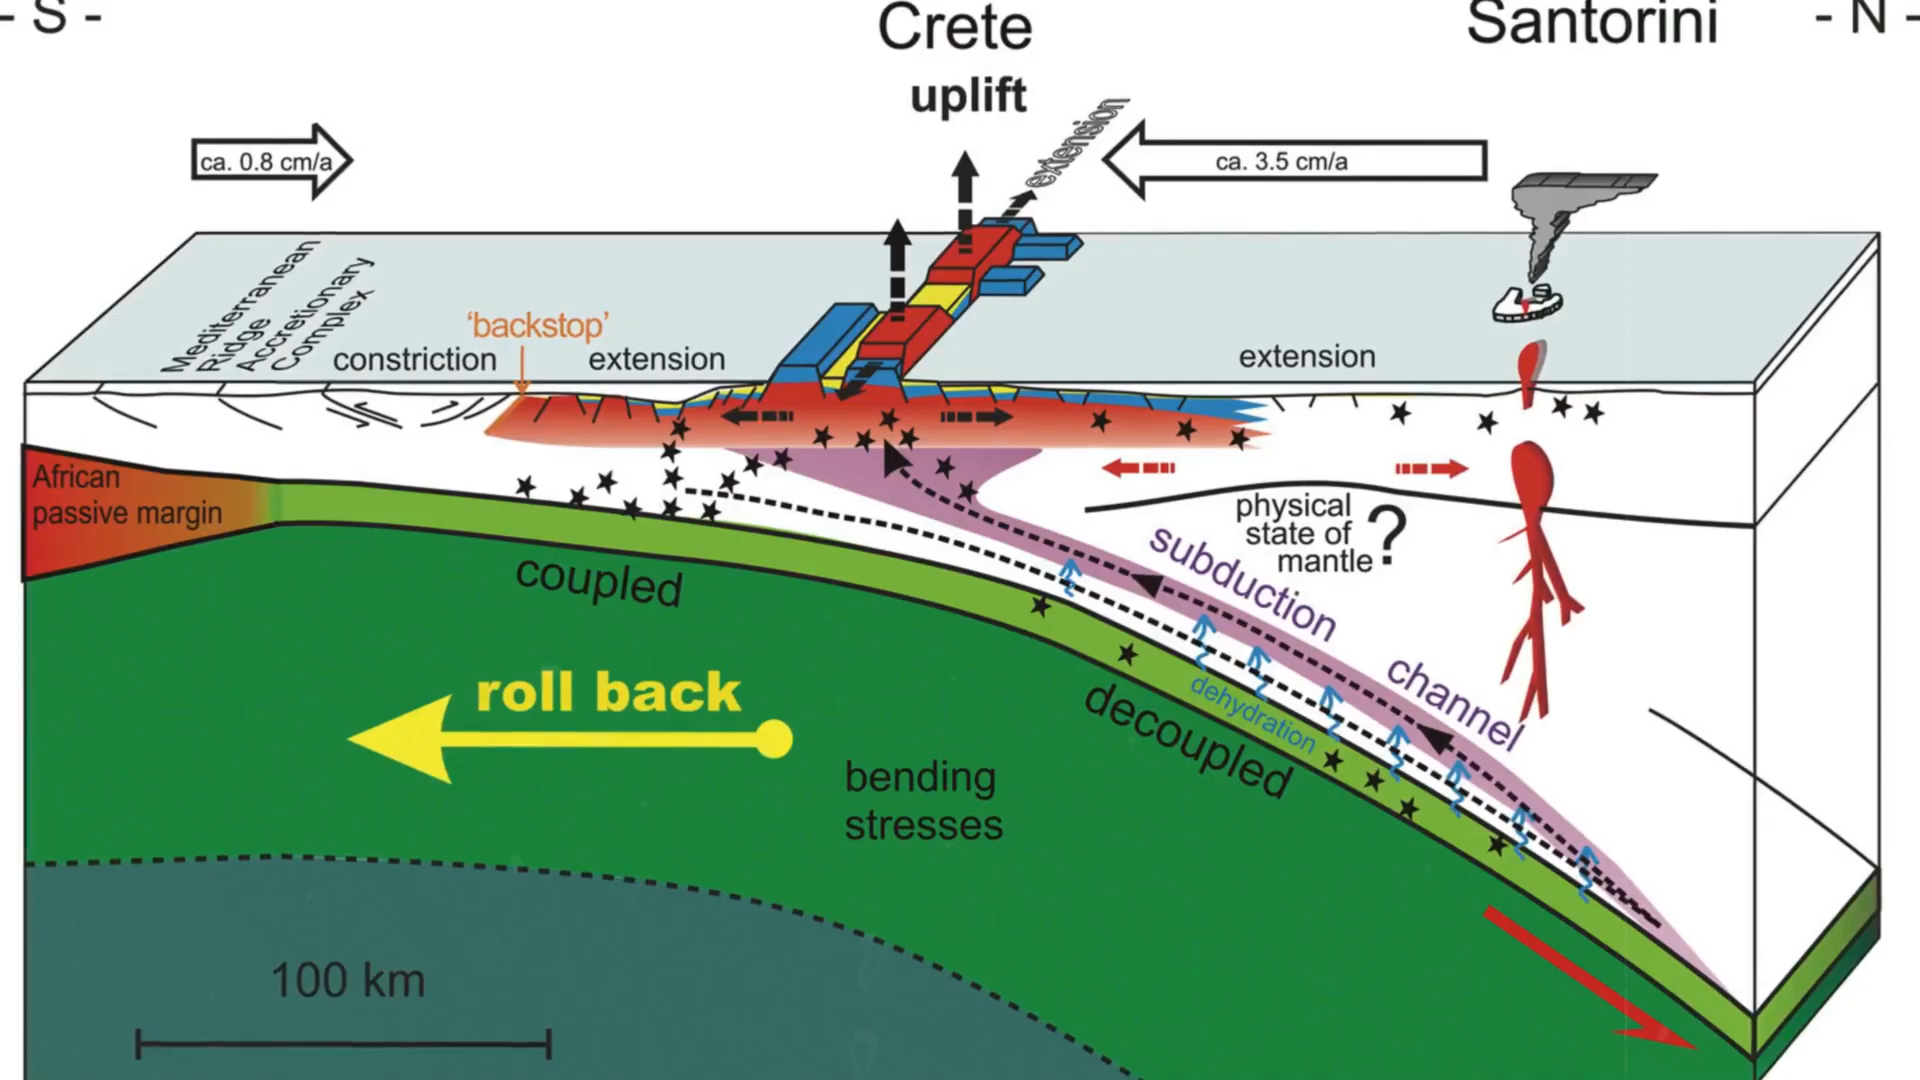 - S -
Crete
Santorini
- N -
uplift
extension
ca. 0.8 cm/a
ca. 3.5 cm/a
Mediterranean
Ridge
Accretionary
Complex
'backstop'
constriction
extension
extension
African
passive margin
physical
state of
mantle
?
subduction
channel
coupled
dehydration
decoupled
roll back
bending
stresses
100 km